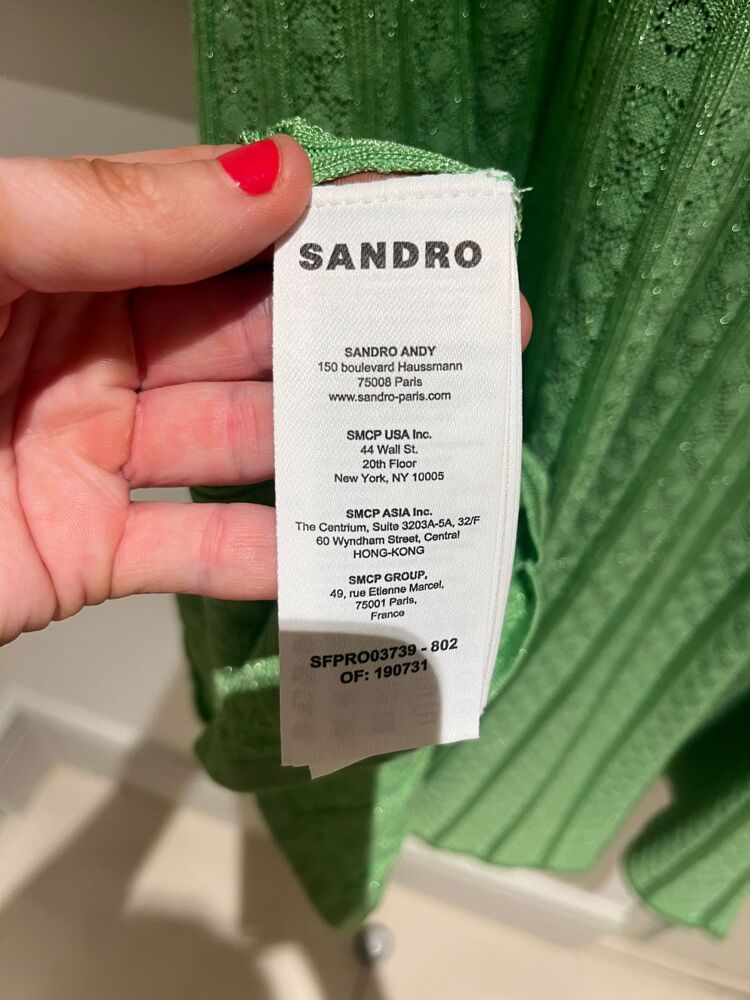 SANDRO
SANDRO ANDY
150 boulevard Haussmann
75008 Paris
www.sandro-paris.com
SMCP USA Inc.
44 Wall St.
20th Floor
New York, NY 10005
SMCP ASIA Inc.
The Centrium, Suite 3203A-5A, 32/F
60 Wyndham Street, Central
HONG-KONG
SMCP GROUP,
49, rue Etienne Marcel,
75001 Paris,
France
SFPRO03739 - 802
OF: 190731